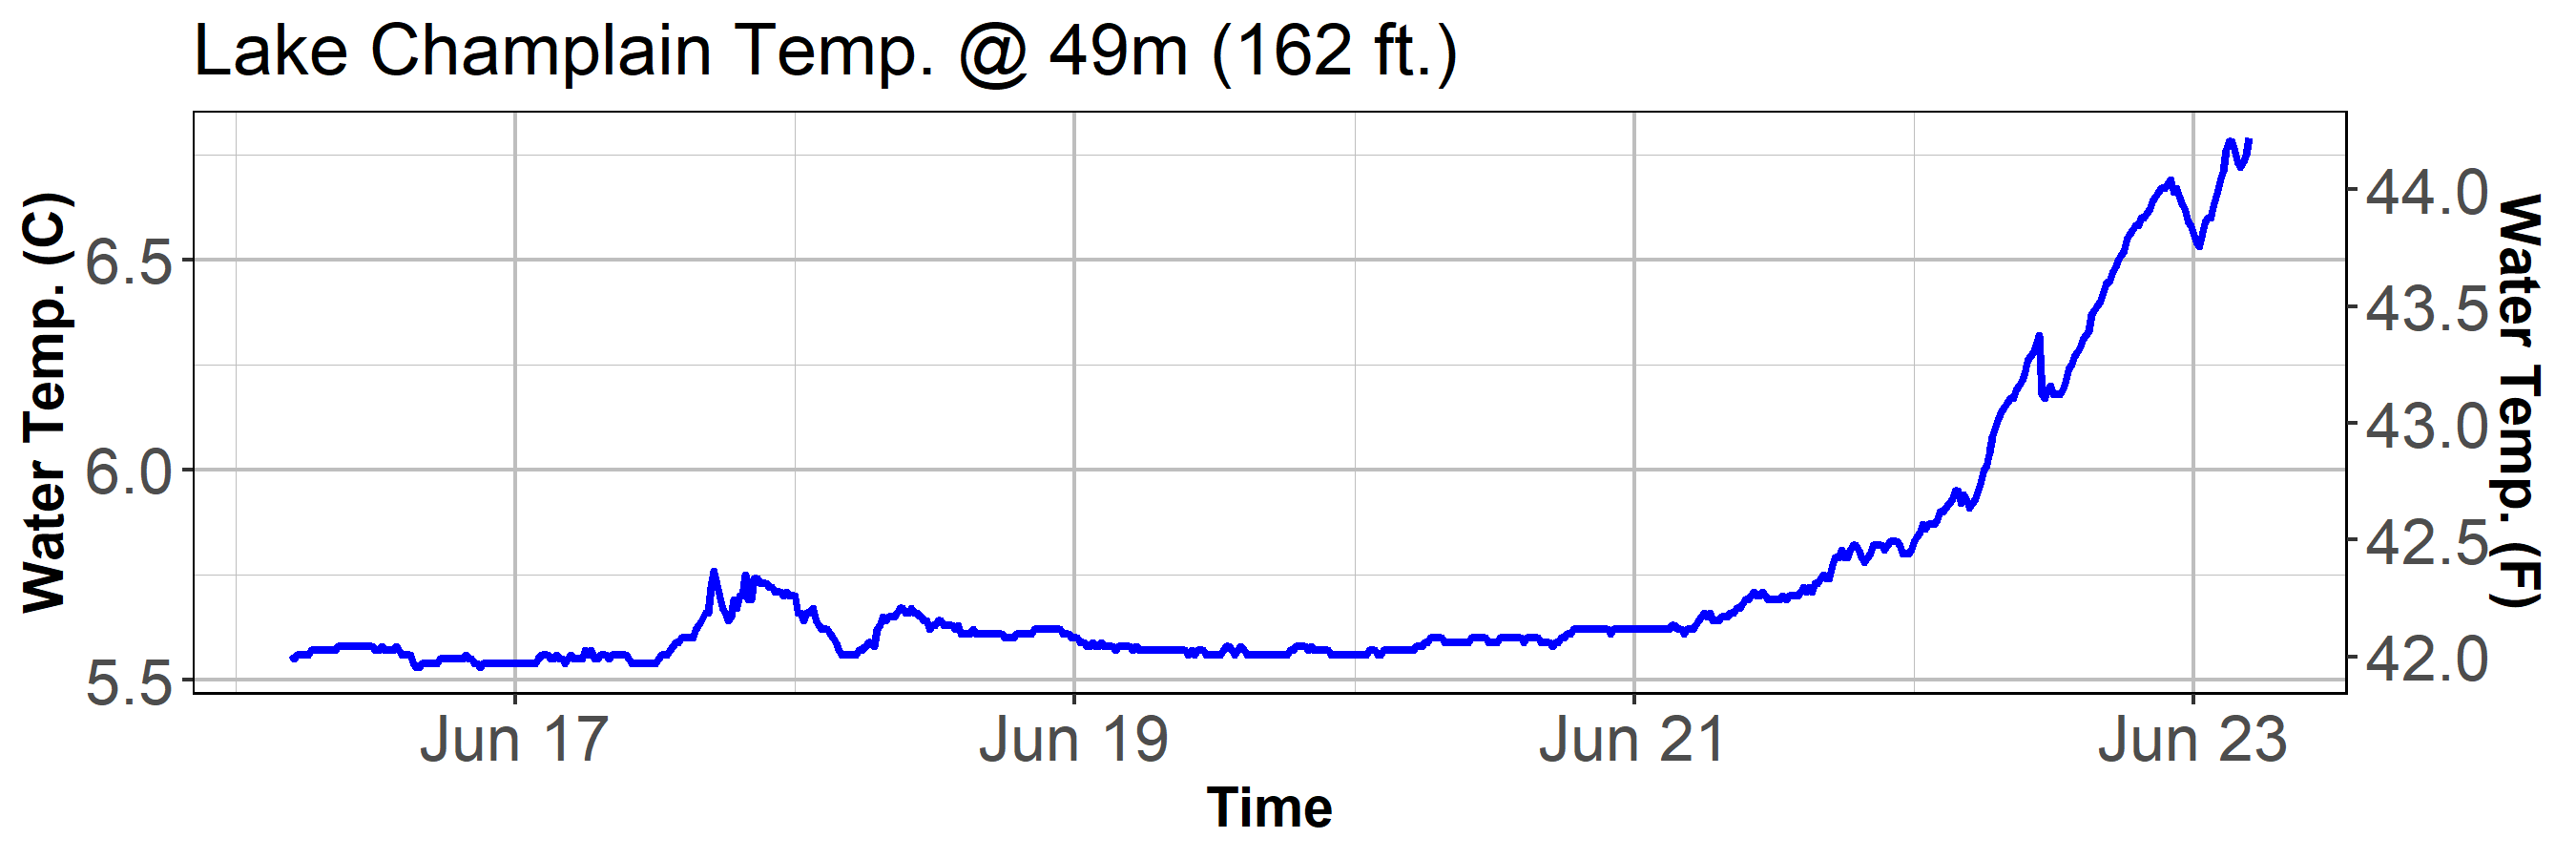 Lake Champlain Temp. @ 49m (162 ft.)
Water Temp. (C)
6.5
6.0
5.5
44.0
43.5
43.0
42.5
42.0
Water Temp. (F)
Jun 17
Jun 19
Jun 21
Jun 23
Time